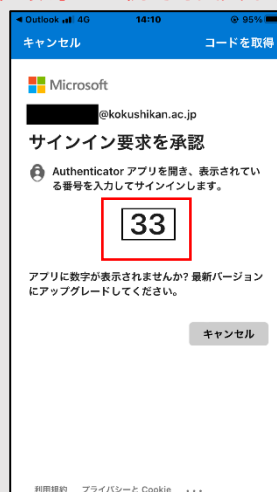 ◀ Outlook 4G 14:10 @ 95%
キャンセル コードを取得
Microsoft
@kokushikan.ac.jp
サインイン要求を承認
Authenticator アプリを開き、表示されてい
る番号を入力してサインインします。
33
アプリに数字が表示されませんか? 最新バージョン
にアップグレードしてください。
キャンセル
利用規約 プライバシーと Cookie ...